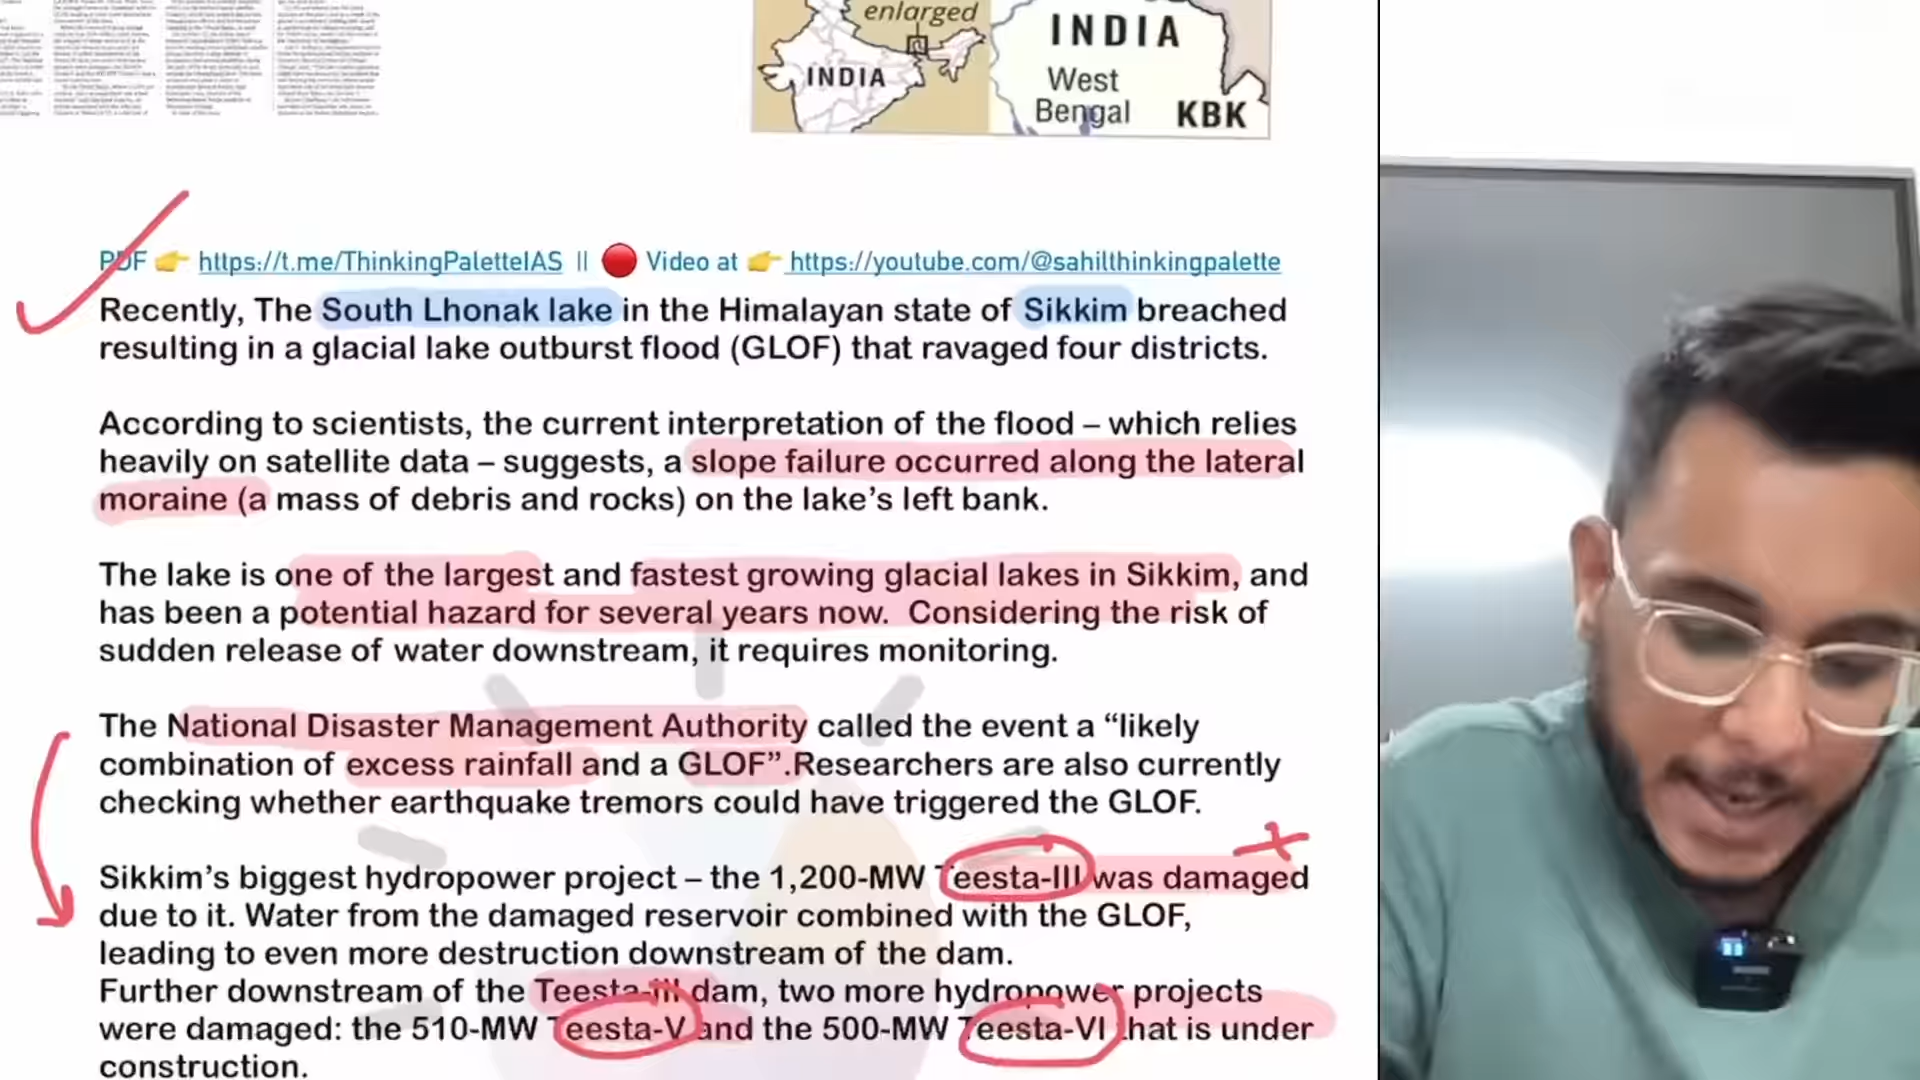 enlarged
INDIA
INDIA
West
Bengal
KBK
PDF 👉 https://t.me/ThinkingPaletteIAS || 🔴 Video at 👉 https://youtube.com/@sahilthinkingpalette
Recently, The South Lhonak lake in the Himalayan state of Sikkim breached
resulting in a glacial lake outburst flood (GLOF) that ravaged four districts.
According to scientists, the current interpretation of the flood – which relies
heavily on satellite data – suggests, a slope failure occurred along the lateral
moraine (a mass of debris and rocks) on the lake’s left bank.
The lake is one of the largest and fastest growing glacial lakes in Sikkim, and
has been a potential hazard for several years now. Considering the risk of
sudden release of water downstream, it requires monitoring.
The National Disaster Management Authority called the event a “likely
combination of excess rainfall and a GLOF”.Researchers are also currently
checking whether earthquake tremors could have triggered the GLOF.
Sikkim’s biggest hydropower project – the 1,200-MW Teesta-III was damaged
due to it. Water from the damaged reservoir combined with the GLOF,
leading to even more destruction downstream of the dam.
Further downstream of the Teesta-III dam, two more hydropower projects
were damaged: the 510-MW Teesta-V and the 500-MW Teesta-VI that is under
construction.